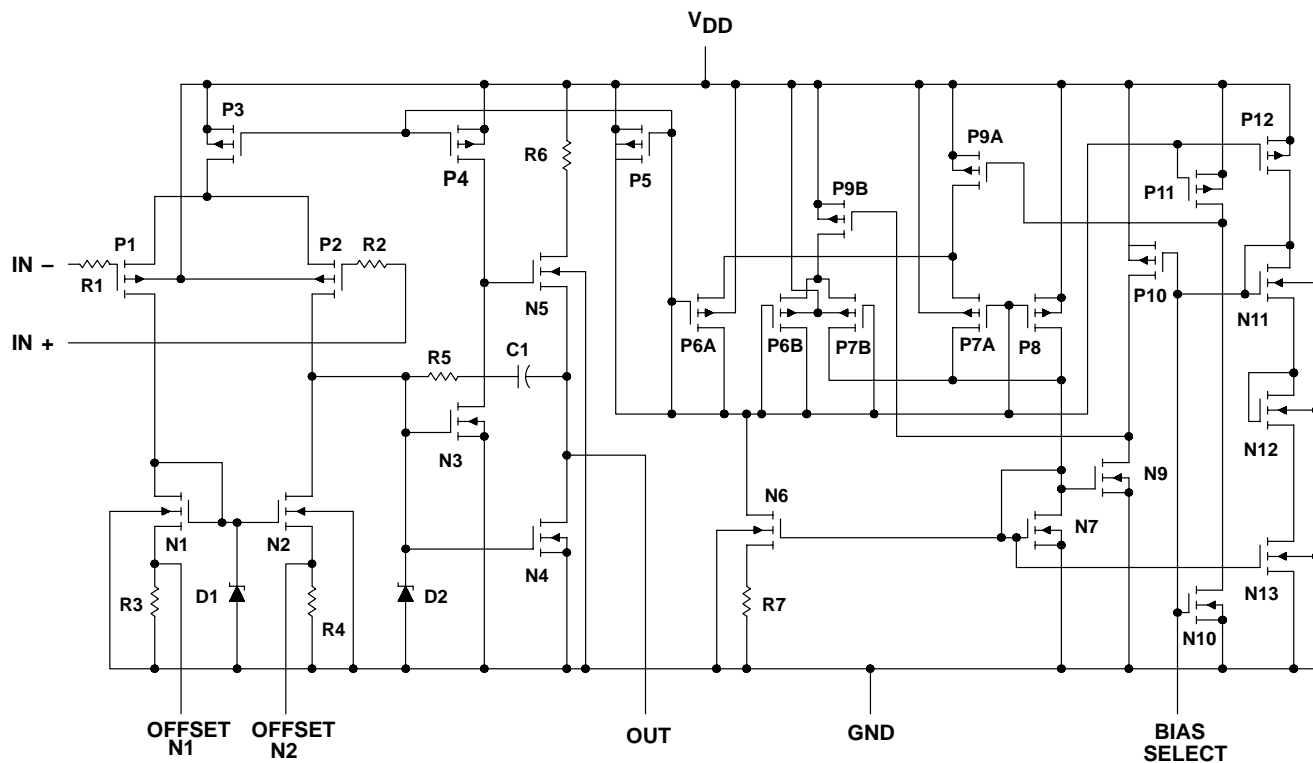 VDD
P3
P12
P9A
R6
P4
P5
P11
P9B
P1
P2
R2
IN –
R1
P10
N5
N11
IN +
P6A
P6B
P7B
P7A
P8
R5
C1
N3
N12
N9
N6
N7
N1
N2
N4
D1
D2
N13
R3
R4
R7
N10
OFFSET
N1
OFFSET
N2
OUT
GND
BIAS
SELECT